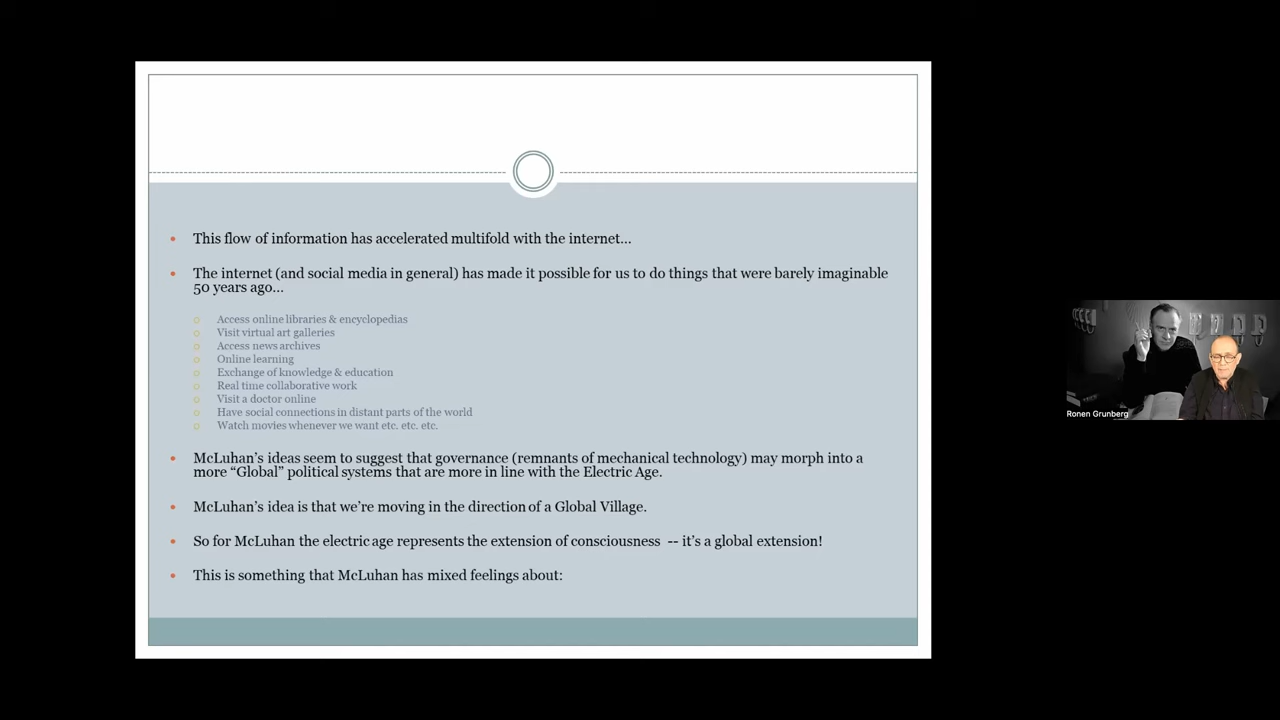 This flow of information has accelerated multifold with the internet…
The internet (and social media in general) has made it possible for us to do things that were barely imaginable
50 years ago…
Access online libraries & encyclopedias
Visit virtual art galleries
Access news archives
Online learning
Exchange of knowledge & education
Real time collaborative work
Visit a doctor online
Have social connections in distant parts of the world
Watch movies whenever we want etc. etc. etc.
McLuhan’s ideas seem to suggest that governance (remnants of mechanical technology) may morph into a
more “Global” political systems that are more in line with the Electric Age.
McLuhan’s idea is that we’re moving in the direction of a Global Village.
So for McLuhan the electric age represents the extension of consciousness -- it’s a global extension!
This is something that McLuhan has mixed feelings about:
Ronen Grunberg